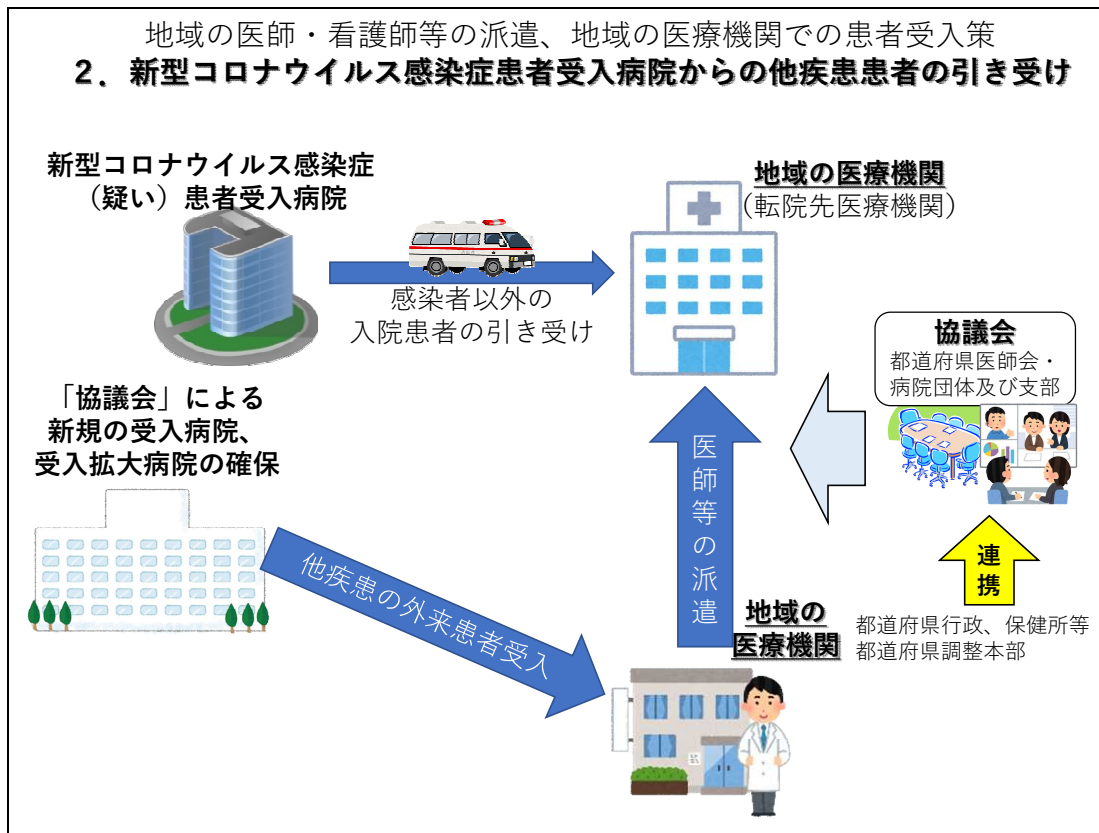 地域の医師・看護師等の派遣、地域の医療機関での患者受入策
２．新型コロナウイルス感染症患者受入病院からの他疾患患者の引き受け
新型コロナウイルス感染症
（疑い）患者受入病院
感染者以外の
入院患者の引き受け
地域の医療機関
(転院先医療機関)
協議会
都道府県医師会・
病院団体及び支部
「協議会」による
新規の受入病院、
受入拡大病院の確保
医師等の派遣
連携
他疾患の外来患者受入
地域の
医療機関
都道府県行政、保健所等
都道府県調整本部